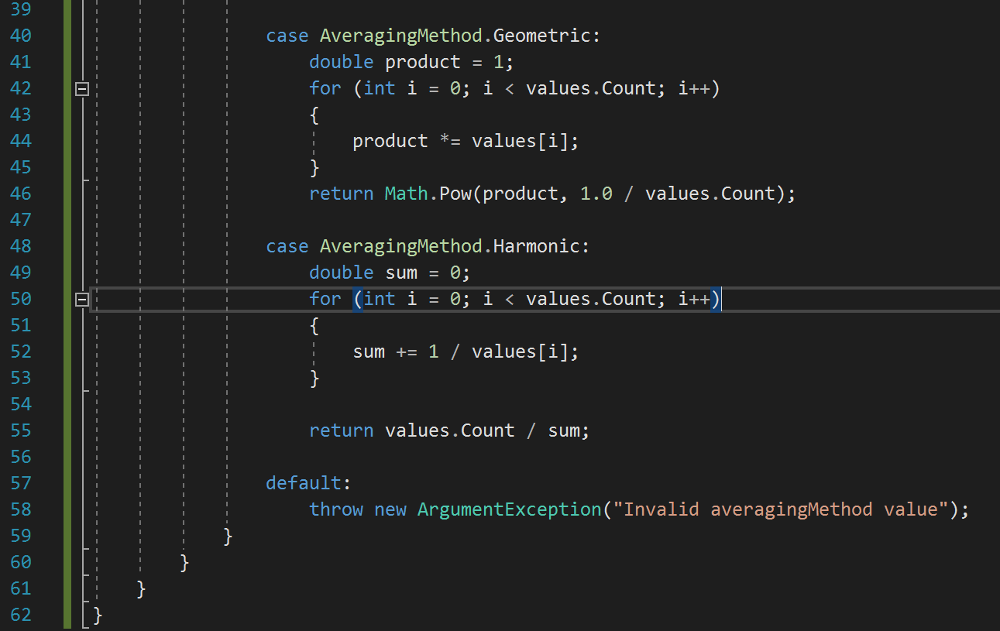 39
40 case AveragingMethod.Geometric:
41 double product = 1;
42 for (int i = 0; i < values.Count; i++)
43 {
44 product *= values[i];
45 }
46 return Math.Pow(product, 1.0 / values.Count);
47
48 case AveragingMethod.Harmonic:
49 double sum = 0;
50 for (int i = 0; i < values.Count; i++)
51 {
52 sum += 1 / values[i];
53 }
54
55 return values.Count / sum;
56
57 default:
58 throw new ArgumentException("Invalid averagingMethod value");
59 }
60 }
61 }
62 }